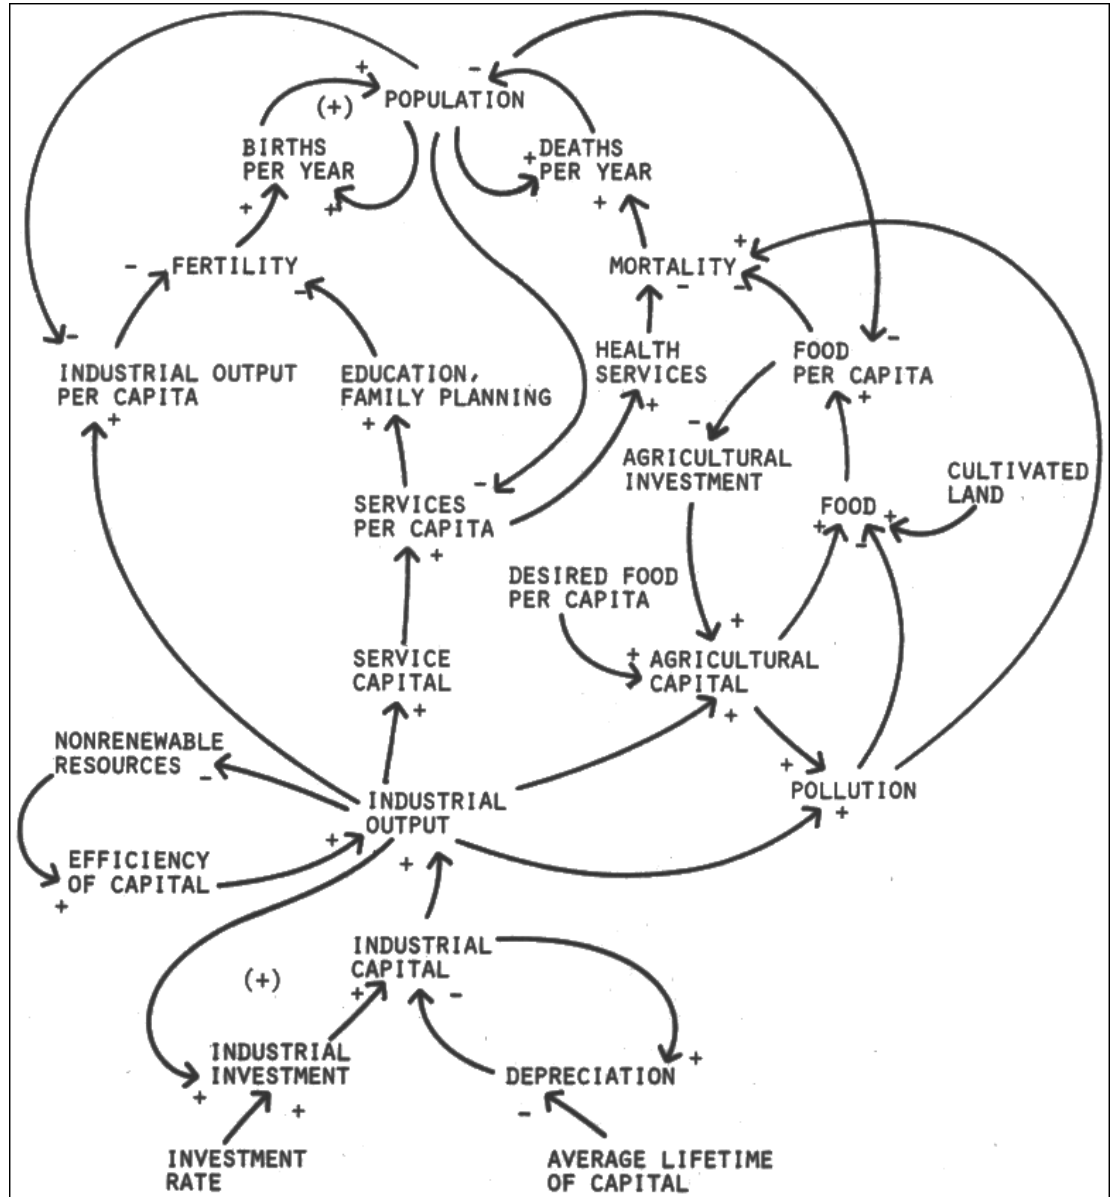 +
-
POPULATION
(+)
BIRTHS
PER YEAR
+
DEATHS
PER YEAR
+
+
+
-
FERTILITY
-
MORTALITY
+
-
-
-
INDUSTRIAL OUTPUT
PER CAPITA
+
EDUCATION,
FAMILY PLANNING
+
HEALTH
SERVICES
+
-
FOOD
PER CAPITA
+
-
AGRICULTURAL
INVESTMENT
CULTIVATED
LAND
-
SERVICES
PER CAPITA
+
FOOD
+
+
-
DESIRED FOOD
PER CAPITA
+
+
AGRICULTURAL
CAPITAL
+
SERVICE
CAPITAL
+
NONRENEWABLE
RESOURCES
-
+
POLLUTION
+
INDUSTRIAL
OUTPUT
+
+
EFFICIENCY
OF CAPITAL
+
INDUSTRIAL
CAPITAL
+
-
(+)
INDUSTRIAL
INVESTMENT
+
+
DEPRECIATION
+
-
INVESTMENT
RATE
AVERAGE LIFETIME
OF CAPITAL